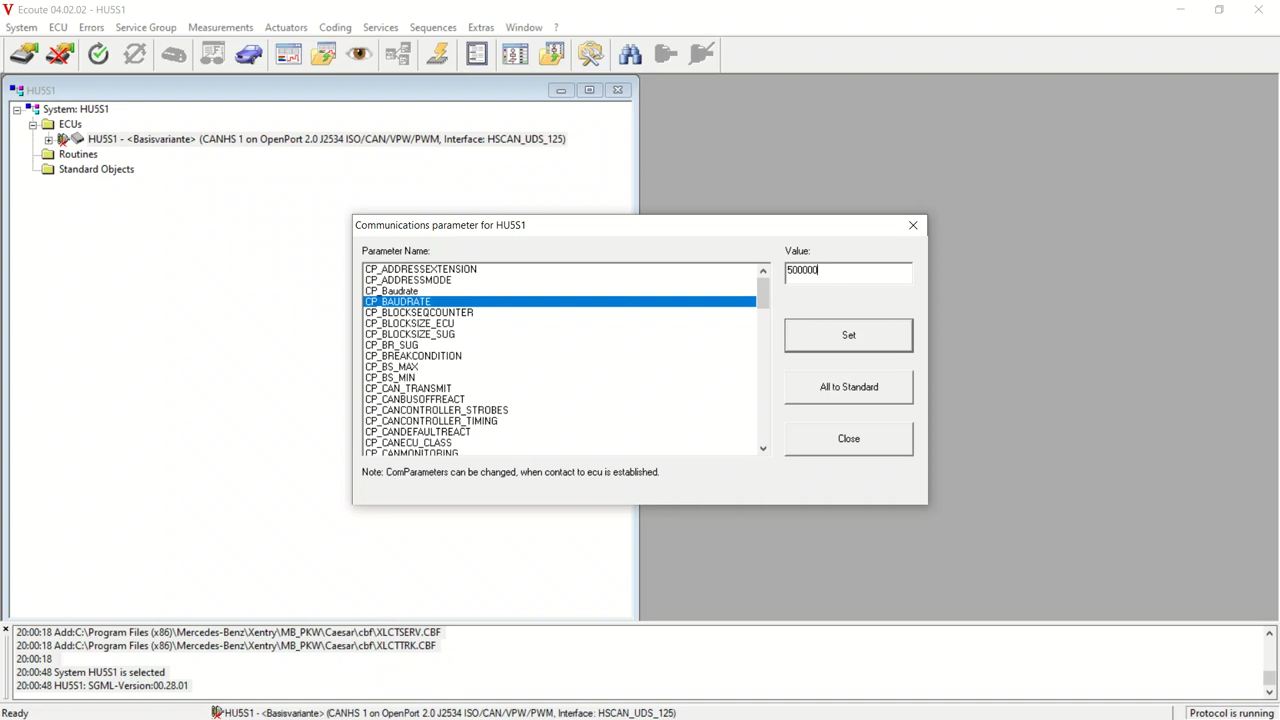 Ecoute 04.02.02 - HU5S1
System ECU Errors Service Group Measurements Actuators Coding Services Sequences Extras Window ?
HU5S1
System: HU5S1
ECUs
HU5S1 - <Basisvariante> (CANHS 1 on OpenPort 2.0 J2534 ISO/CAN/VPW/PWM, Interface: HSCAN_UDS_125)
Routines
Standard Objects
Communications parameter for HU5S1
Parameter Name:
CP_ADDRESSEXTENSION
CP_ADDRESSMODE
CP_Baudrate
CP_BAUDRATE
CP_BLOCKSEQCOUNTER
CP_BLOCKSIZE_ECU
CP_BLOCKSIZE_SUG
CP_BR_SUG
CP_BREAKCONDITION
CP_BS_MAX
CP_BS_MIN
CP_CAN_TRANSMIT
CP_CANBUSOFFREACT
CP_CANCONTROLLER_STROBES
CP_CANCONTROLLER_TIMING
CP_CANDEFAULTREACT
CP_CANECU_CLASS
CP_CANMONITORING
Value:
500000
Set
All to Standard
Close
Note: ComParameters can be changed, when contact to ecu is established.
20:00:18 Add:C:\Program Files (x86)\Mercedes-Benz\Xentry\MB_PKW\Caesar\cbf\XLCTSERV.CBF
20:00:18 Add:C:\Program Files (x86)\Mercedes-Benz\Xentry\MB_PKW\Caesar\cbf\XLCTTRK.CBF
20:00:18
20:00:48 System HU5S1 is selected
20:00:48 HU5S1: SGML-Version:00.28.01
Ready HU5S1 - <Basisvariante> (CANHS 1 on OpenPort 2.0 J2534 ISO/CAN/VPW/PWM, Interface: HSCAN_UDS_125) Protocol is running